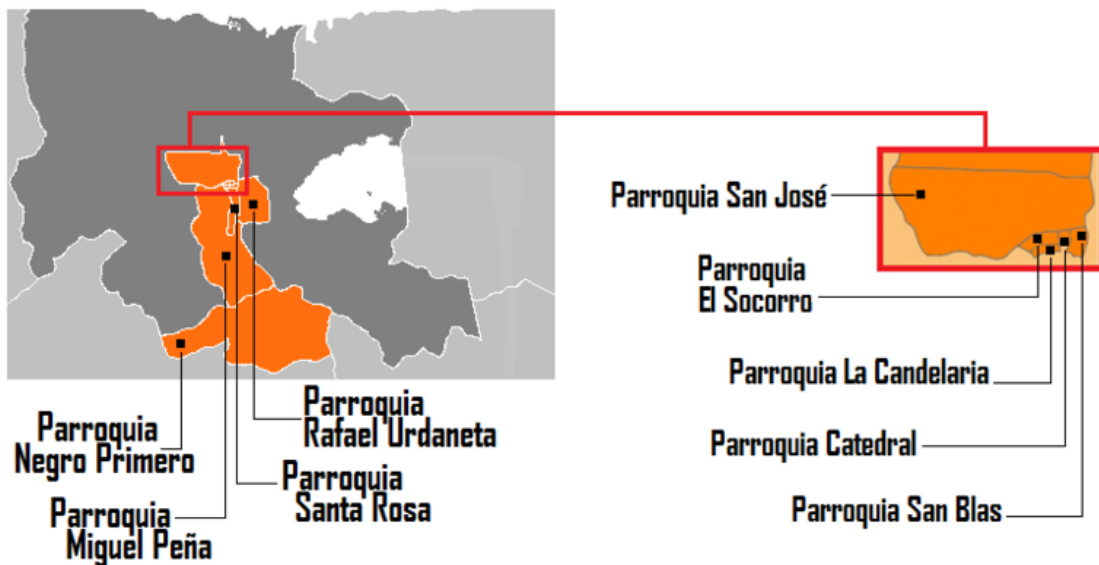 Parroquia San José
Parroquia
El Socorro
Parroquia La Candelaria
Parroquia Catedral
Parroquia San Blas
Parroquia
Negro Primero
Parroquia
Rafael Urdaneta
Parroquia
Santa Rosa
Parroquia
Miguel Peña